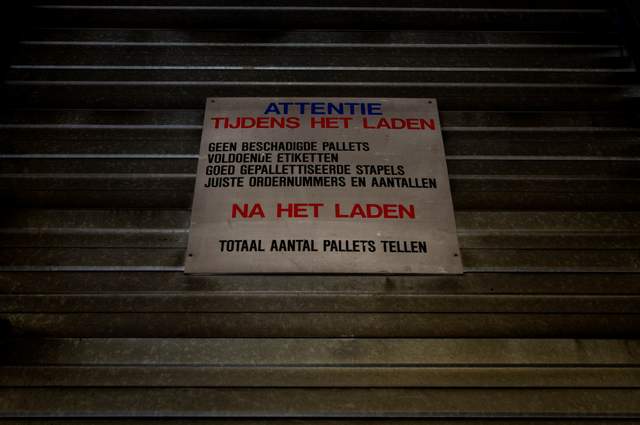 ATTENTIE
TIJDENS HET LADEN
GEEN BESCHADIGDE PALLETS
VOLDOENDE ETIKETTEN
GOED GEPALLETTISEERDE STAPELS
JUISTE ORDERNUMMERS EN AANTALLEN
NA HET LADEN
TOTAAL AANTAL PALLETS TELLEN